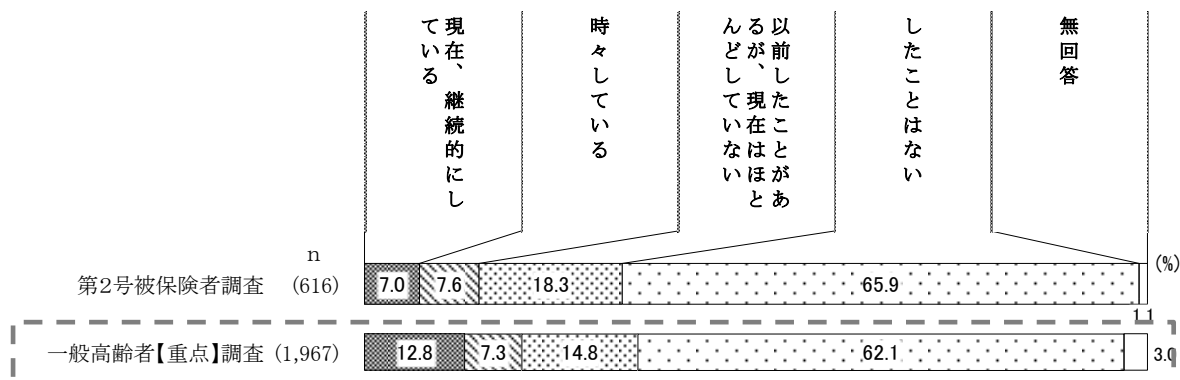 現在、継続的にし
ている
時々している
以前したことがあ
るが、現在はほと
んどしていない
したことはない
無回答
n
(%)
第2号被保険者調査 (616) 7.0 7.6 18.3 65.9 1.1
一般高齢者【重点】調査 (1,967) 12.8 7.3 14.8 62.1 3.0